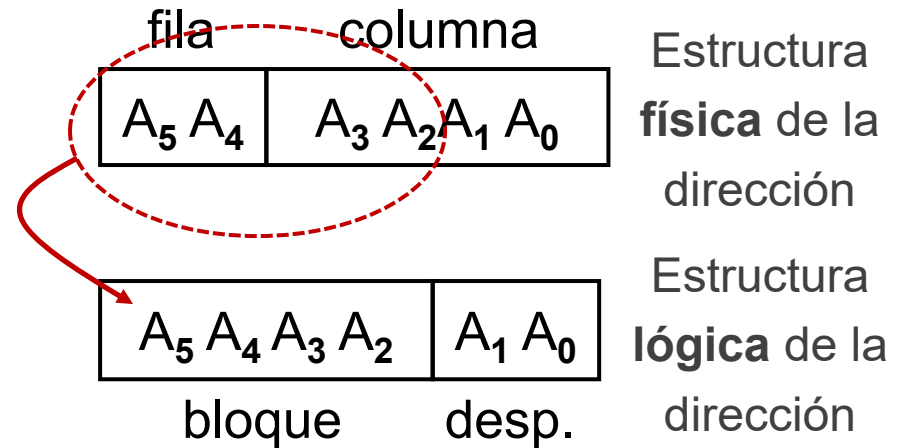 fila columna
A₅ A₄ A₃ A₂ A₁ A₀
Estructura
física de la
dirección
A₅ A₄ A₃ A₂ A₁ A₀
bloque desp.
Estructura
lógica de la
dirección